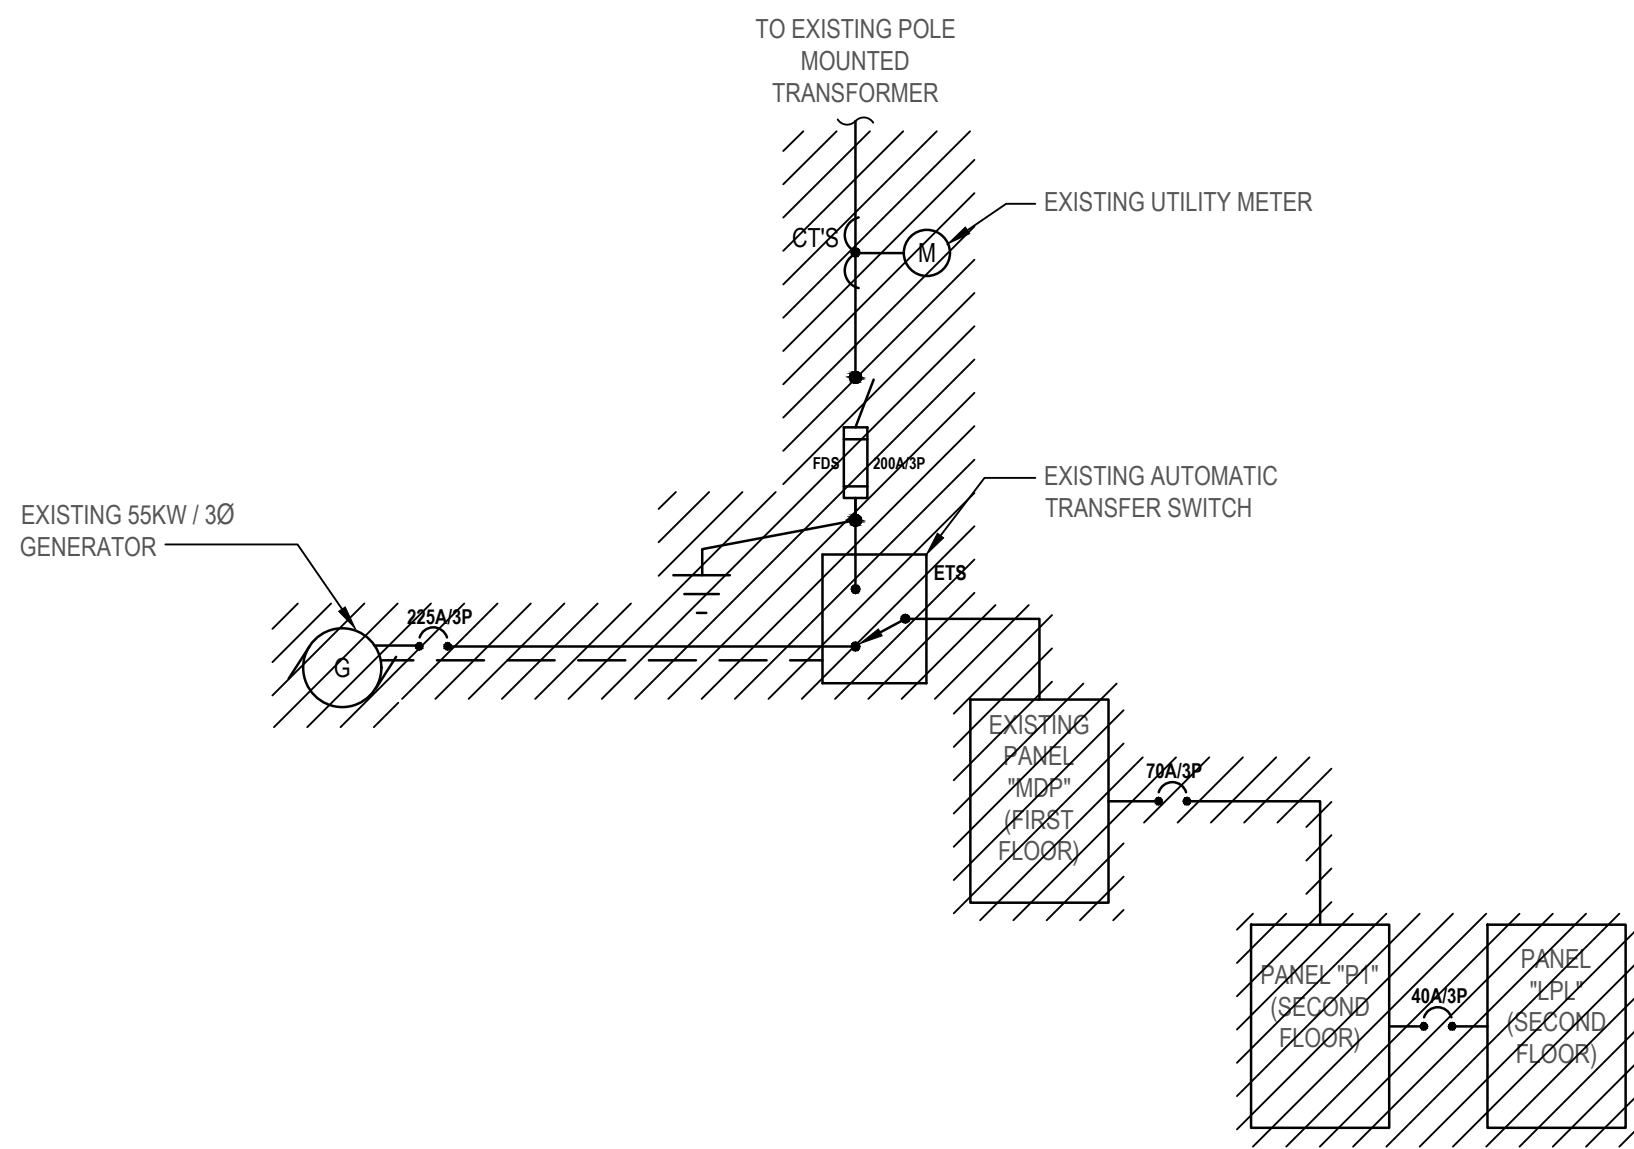 TO EXISTING POLE
MOUNTED
TRANSFORMER
EXISTING UTILITY METER
CT'S
M
FDS
200A/3P
EXISTING AUTOMATIC
TRANSFER SWITCH
EXISTING 55KW / 3Ø
GENERATOR
ETS
225A/3P
G
EXISTING
PANEL
"MDP"
(FIRST
FLOOR)
70A/3P
PANEL "P1"
(SECOND
FLOOR)
40A/3P
PANEL
"LPL"
(SECOND
FLOOR)